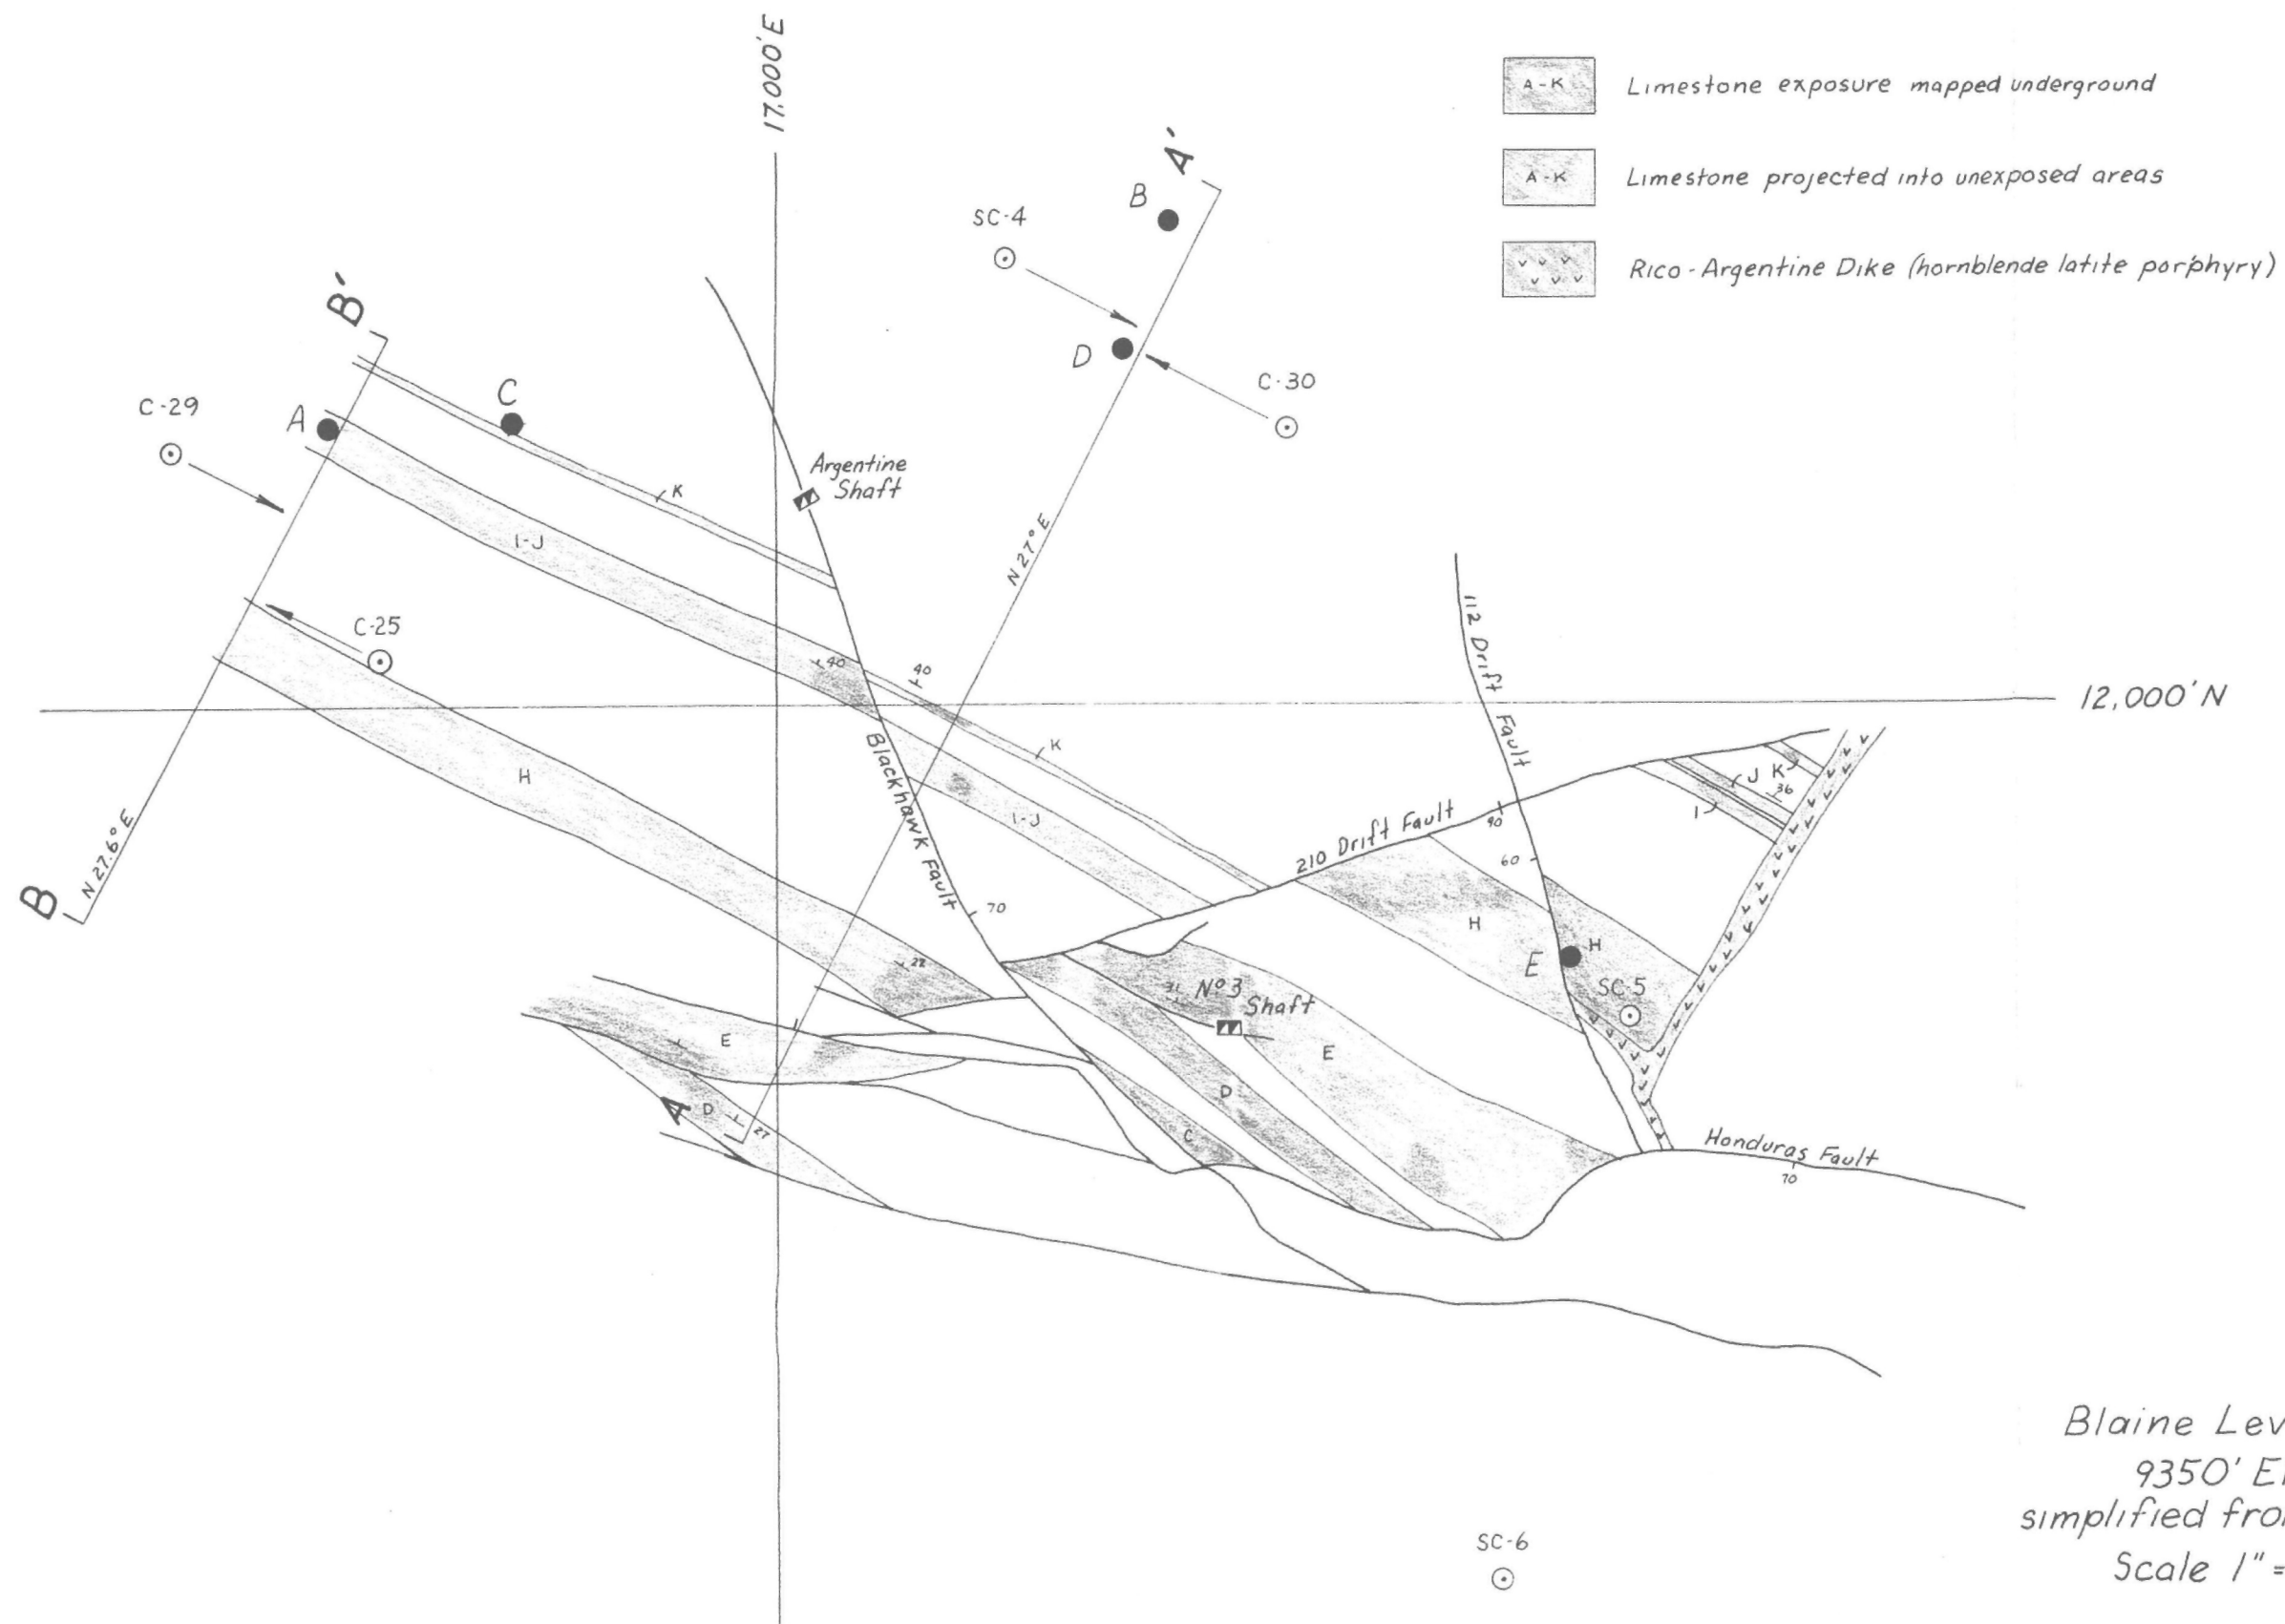 17,000'E
A-K Limestone exposure mapped underground
A-K Limestone projected into unexposed areas
Rico-Argentine Dike (hornblende latite porphyry)
A'
B
SC-4
D
C-30
B'
C-29
A
C
Argentine
Shaft
K
N 27° E
I-J
C-25
40
40
12,000'N
112 Drift Fault
H
K
Blackhawk Fault
I-J
J
K
36
I
90
210 Drift Fault
60
B
N 27.6° E
70
H
H
E
22
31
Nº3
Shaft
SC-5
E
E
D
A
D
27
C
Honduras Fault
70
Blaine Lev
9350' E
simplified fro
Scale 1" =
SC-6